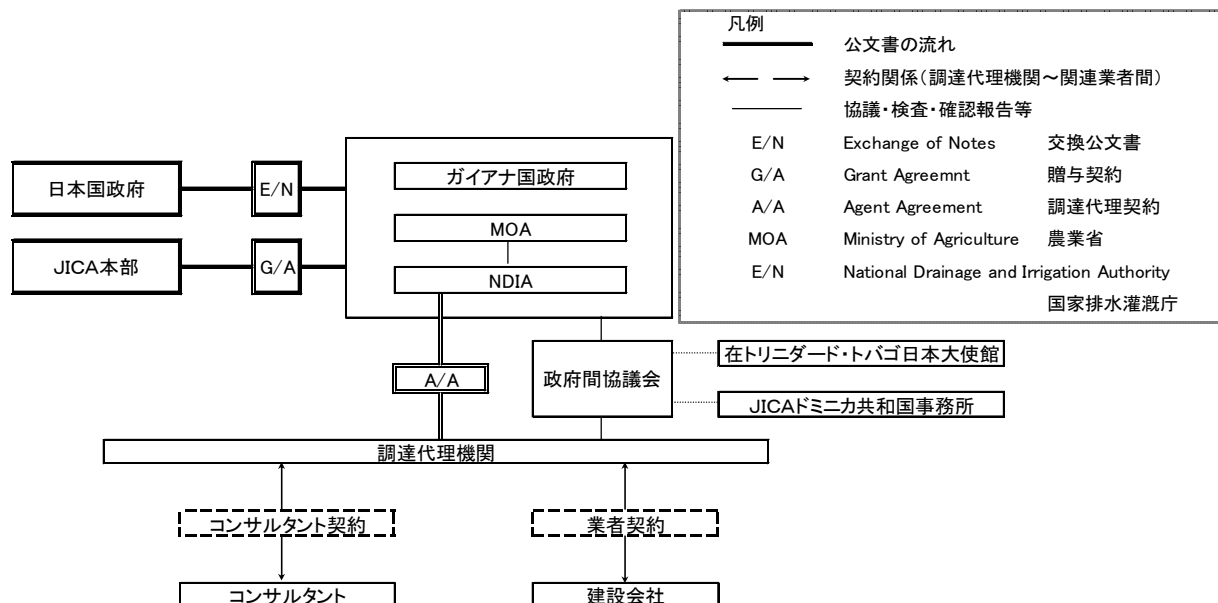 凡例
公文書の流れ
契約関係(調達代理機関～関連業者間)
協議・検査・確認報告等
E/N Exchange of Notes 交換公文書
G/A Grant Agreemnt 贈与契約
A/A Agent Agreement 調達代理契約
MOA Ministry of Agriculture 農業省
E/N National Drainage and Irrigation Authority
国家排水灌漑庁
日本国政府
E/N
ガイアナ国政府
MOA
JICA本部
G/A
NDIA
A/A
政府間協議会
在トリニダード・トバゴ日本大使館
JICAドミニカ共和国事務所
調達代理機関
コンサルタント契約
業者契約
コンサルタント
建設会社